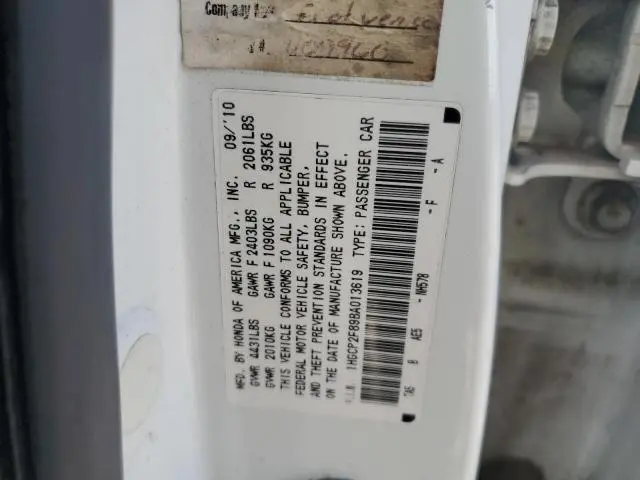 Company
MFD. BY HONDA OF AMERICA MFG., INC. 09/'10
GVWR 4431LBS GAWR F 2403LBS R 2061LBS
GVWR 2010KG GAWR F 1090KG R 935KG
THIS VEHICLE CONFORMS TO ALL APPLICABLE
FEDERAL MOTOR VEHICLE SAFETY, BUMPER,
AND THEFT PREVENTION STANDARDS IN EFFECT
ON THE DATE OF MANUFACTURE SHOWN ABOVE.
1HGCP2F89BA013619 TYPE: PASSENGER CAR
B AE5 - NH578 - F - A